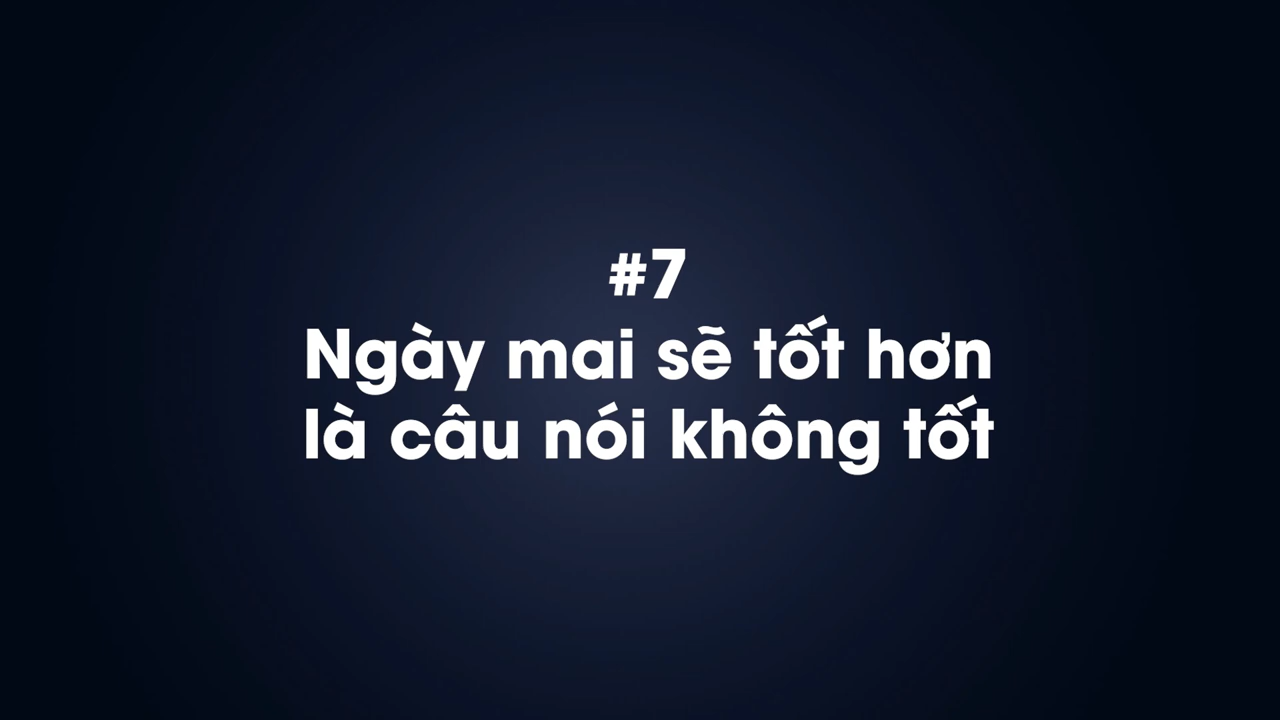 #7
Ngày mai sẽ tốt hơn
là câu nói không tốt